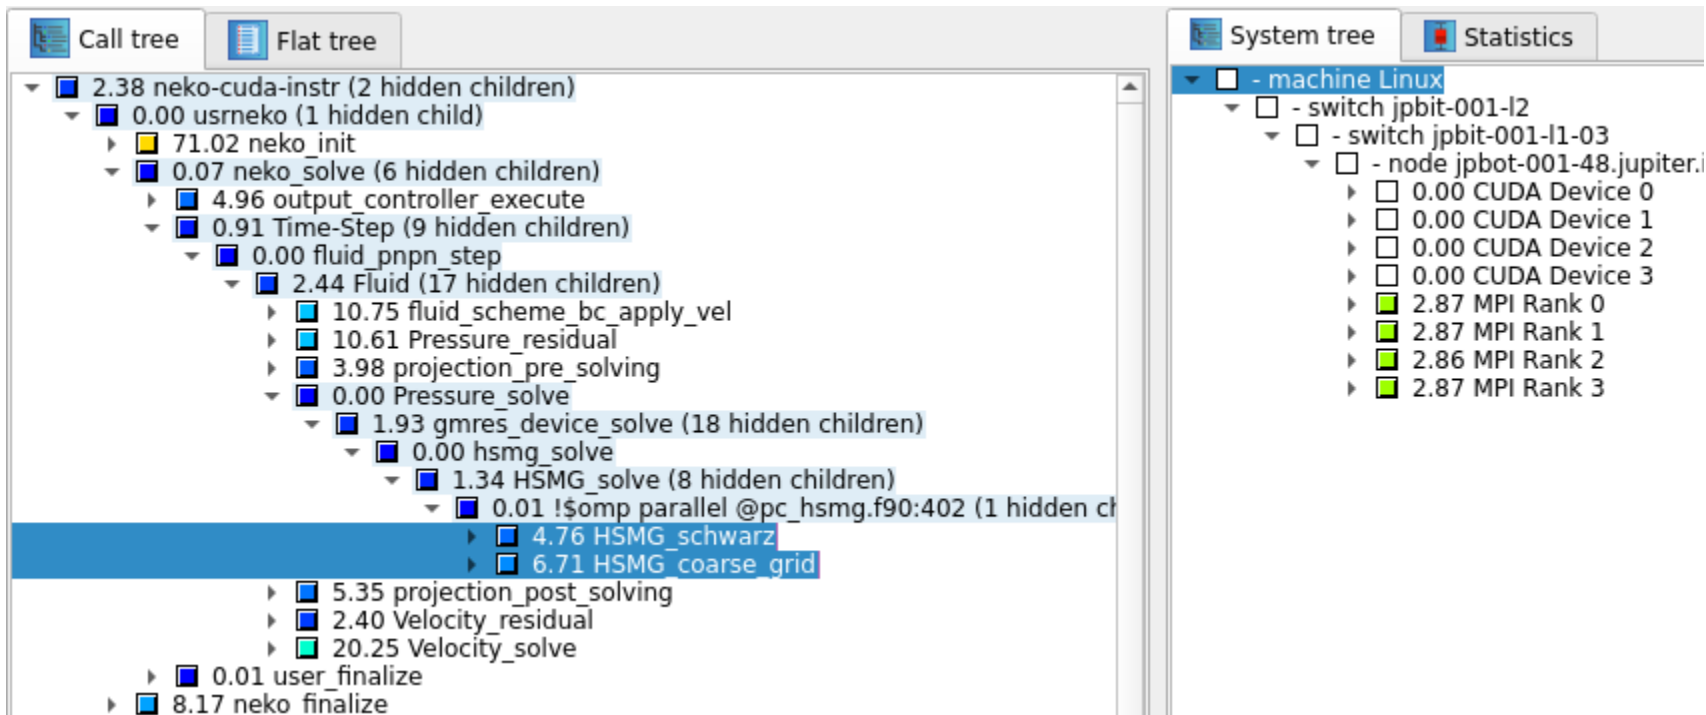 Call tree
Flat tree
2.38 neko-cuda-instr (2 hidden children)
0.00 usrneko (1 hidden child)
71.02 neko_init
0.07 neko_solve (6 hidden children)
4.96 output_controller_execute
0.91 Time-Step (9 hidden children)
0.00 fluid_pnpn_step
2.44 Fluid (17 hidden children)
10.75 fluid_scheme_bc_apply_vel
10.61 Pressure_residual
3.98 projection_pre_solving
0.00 Pressure_solve
1.93 gmres_device_solve (18 hidden children)
0.00 hsmg_solve
1.34 HSMG_solve (8 hidden children)
0.01 !$omp parallel @pc_hsmg.f90:402 (1 hidden ch
4.76 HSMG_schwarz
6.71 HSMG_coarse_grid
5.35 projection_post_solving
2.40 Velocity_residual
20.25 Velocity_solve
0.01 user_finalize
8.17 neko_finalize
System tree
Statistics
- machine Linux
- switch jpbit-001-l2
- switch jpbit-001-l1-03
- node jpbot-001-48.jupiter.i
0.00 CUDA Device 0
0.00 CUDA Device 1
0.00 CUDA Device 2
0.00 CUDA Device 3
2.87 MPI Rank 0
2.87 MPI Rank 1
2.86 MPI Rank 2
2.87 MPI Rank 3